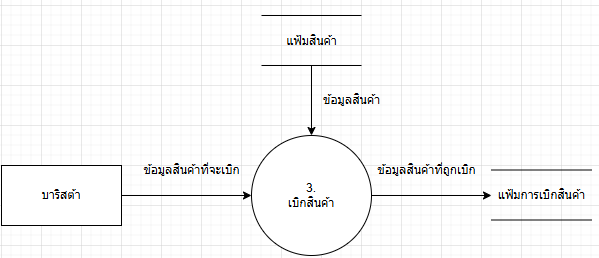 แฟ้มสินค้า
ข้อมูลสินค้า
ข้อมูลสินค้าที่จะเบิก
ข้อมูลสินค้าที่ถูกเบิก
บาริสต้า
3.
เบิกสินค้า
แฟ้มการเบิกสินค้า